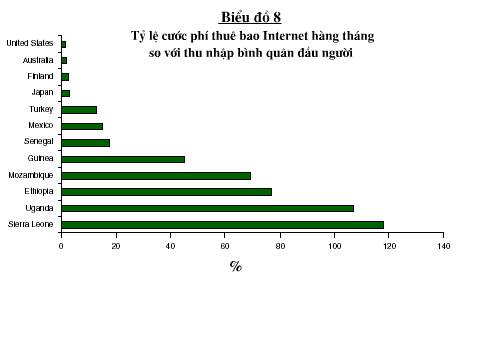 Biểu đồ 8
Tỷ lệ cước phí thuê bao Internet hàng tháng
so với thu nhập bình quân đầu người
United States
Australia
Finland
Japan
Turkey
Mexico
Senegal
Guinea
Mozambique
Ethiopia
Uganda
Sierra Leone
0 20 40 60 80 100 120 140
%